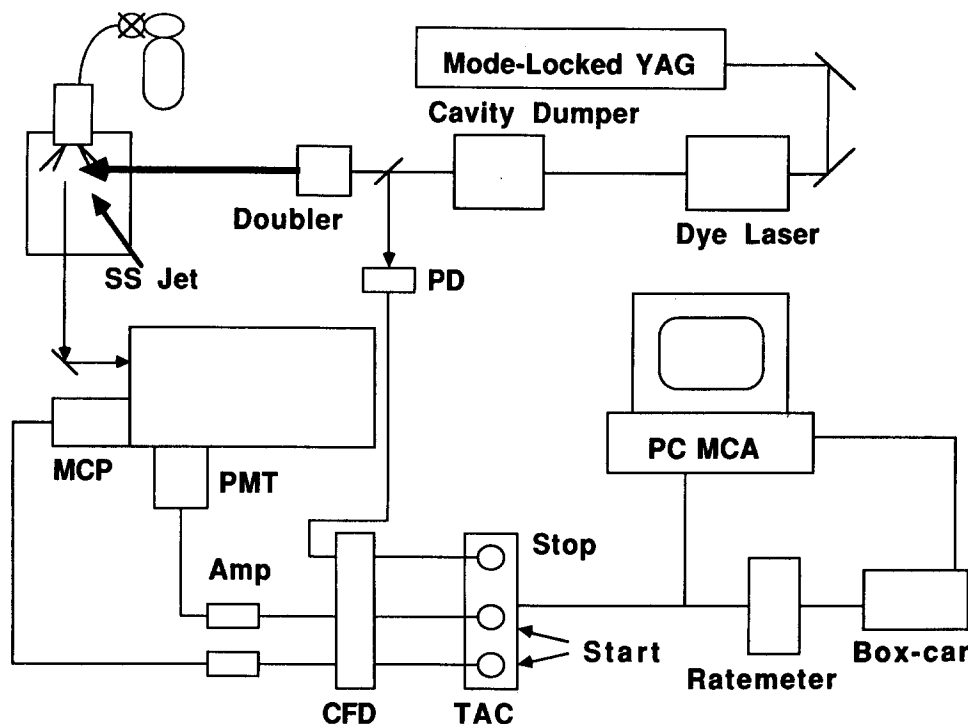 Mode-Locked YAG
Cavity Dumper
Doubler
Dye Laser
SS Jet
PD
MCP
PMT
PC MCA
Amp
Stop
Start
Ratemeter
Box-car
CFD
TAC